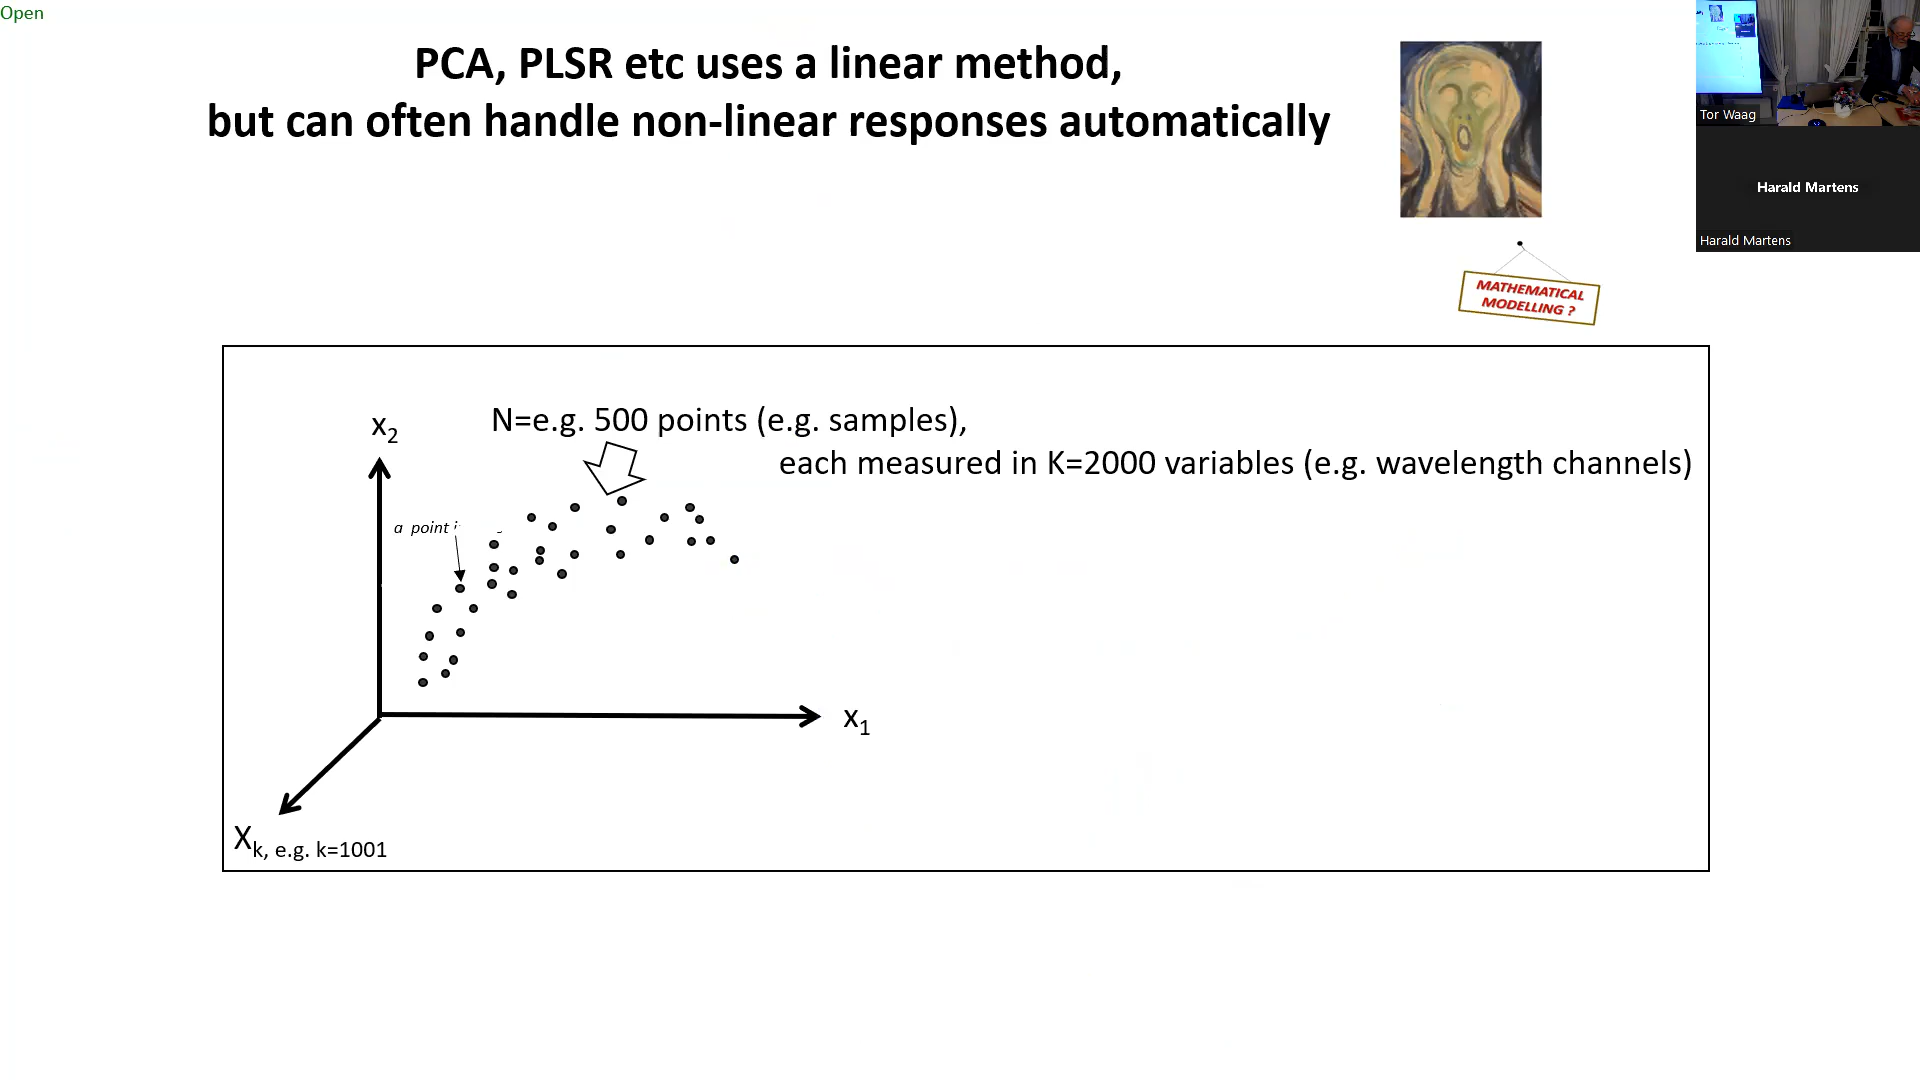 Open
PCA, PLSR etc uses a linear method,
but can often handle non-linear responses automatically
Tor Waag
Harald Martens
Harald Martens
MATHEMATICAL
MODELLING ?
N=e.g. 500 points (e.g. samples),
each measured in K=2000 variables (e.g. wavelength channels)
x2
a point
x1
Xk, e.g. k=1001